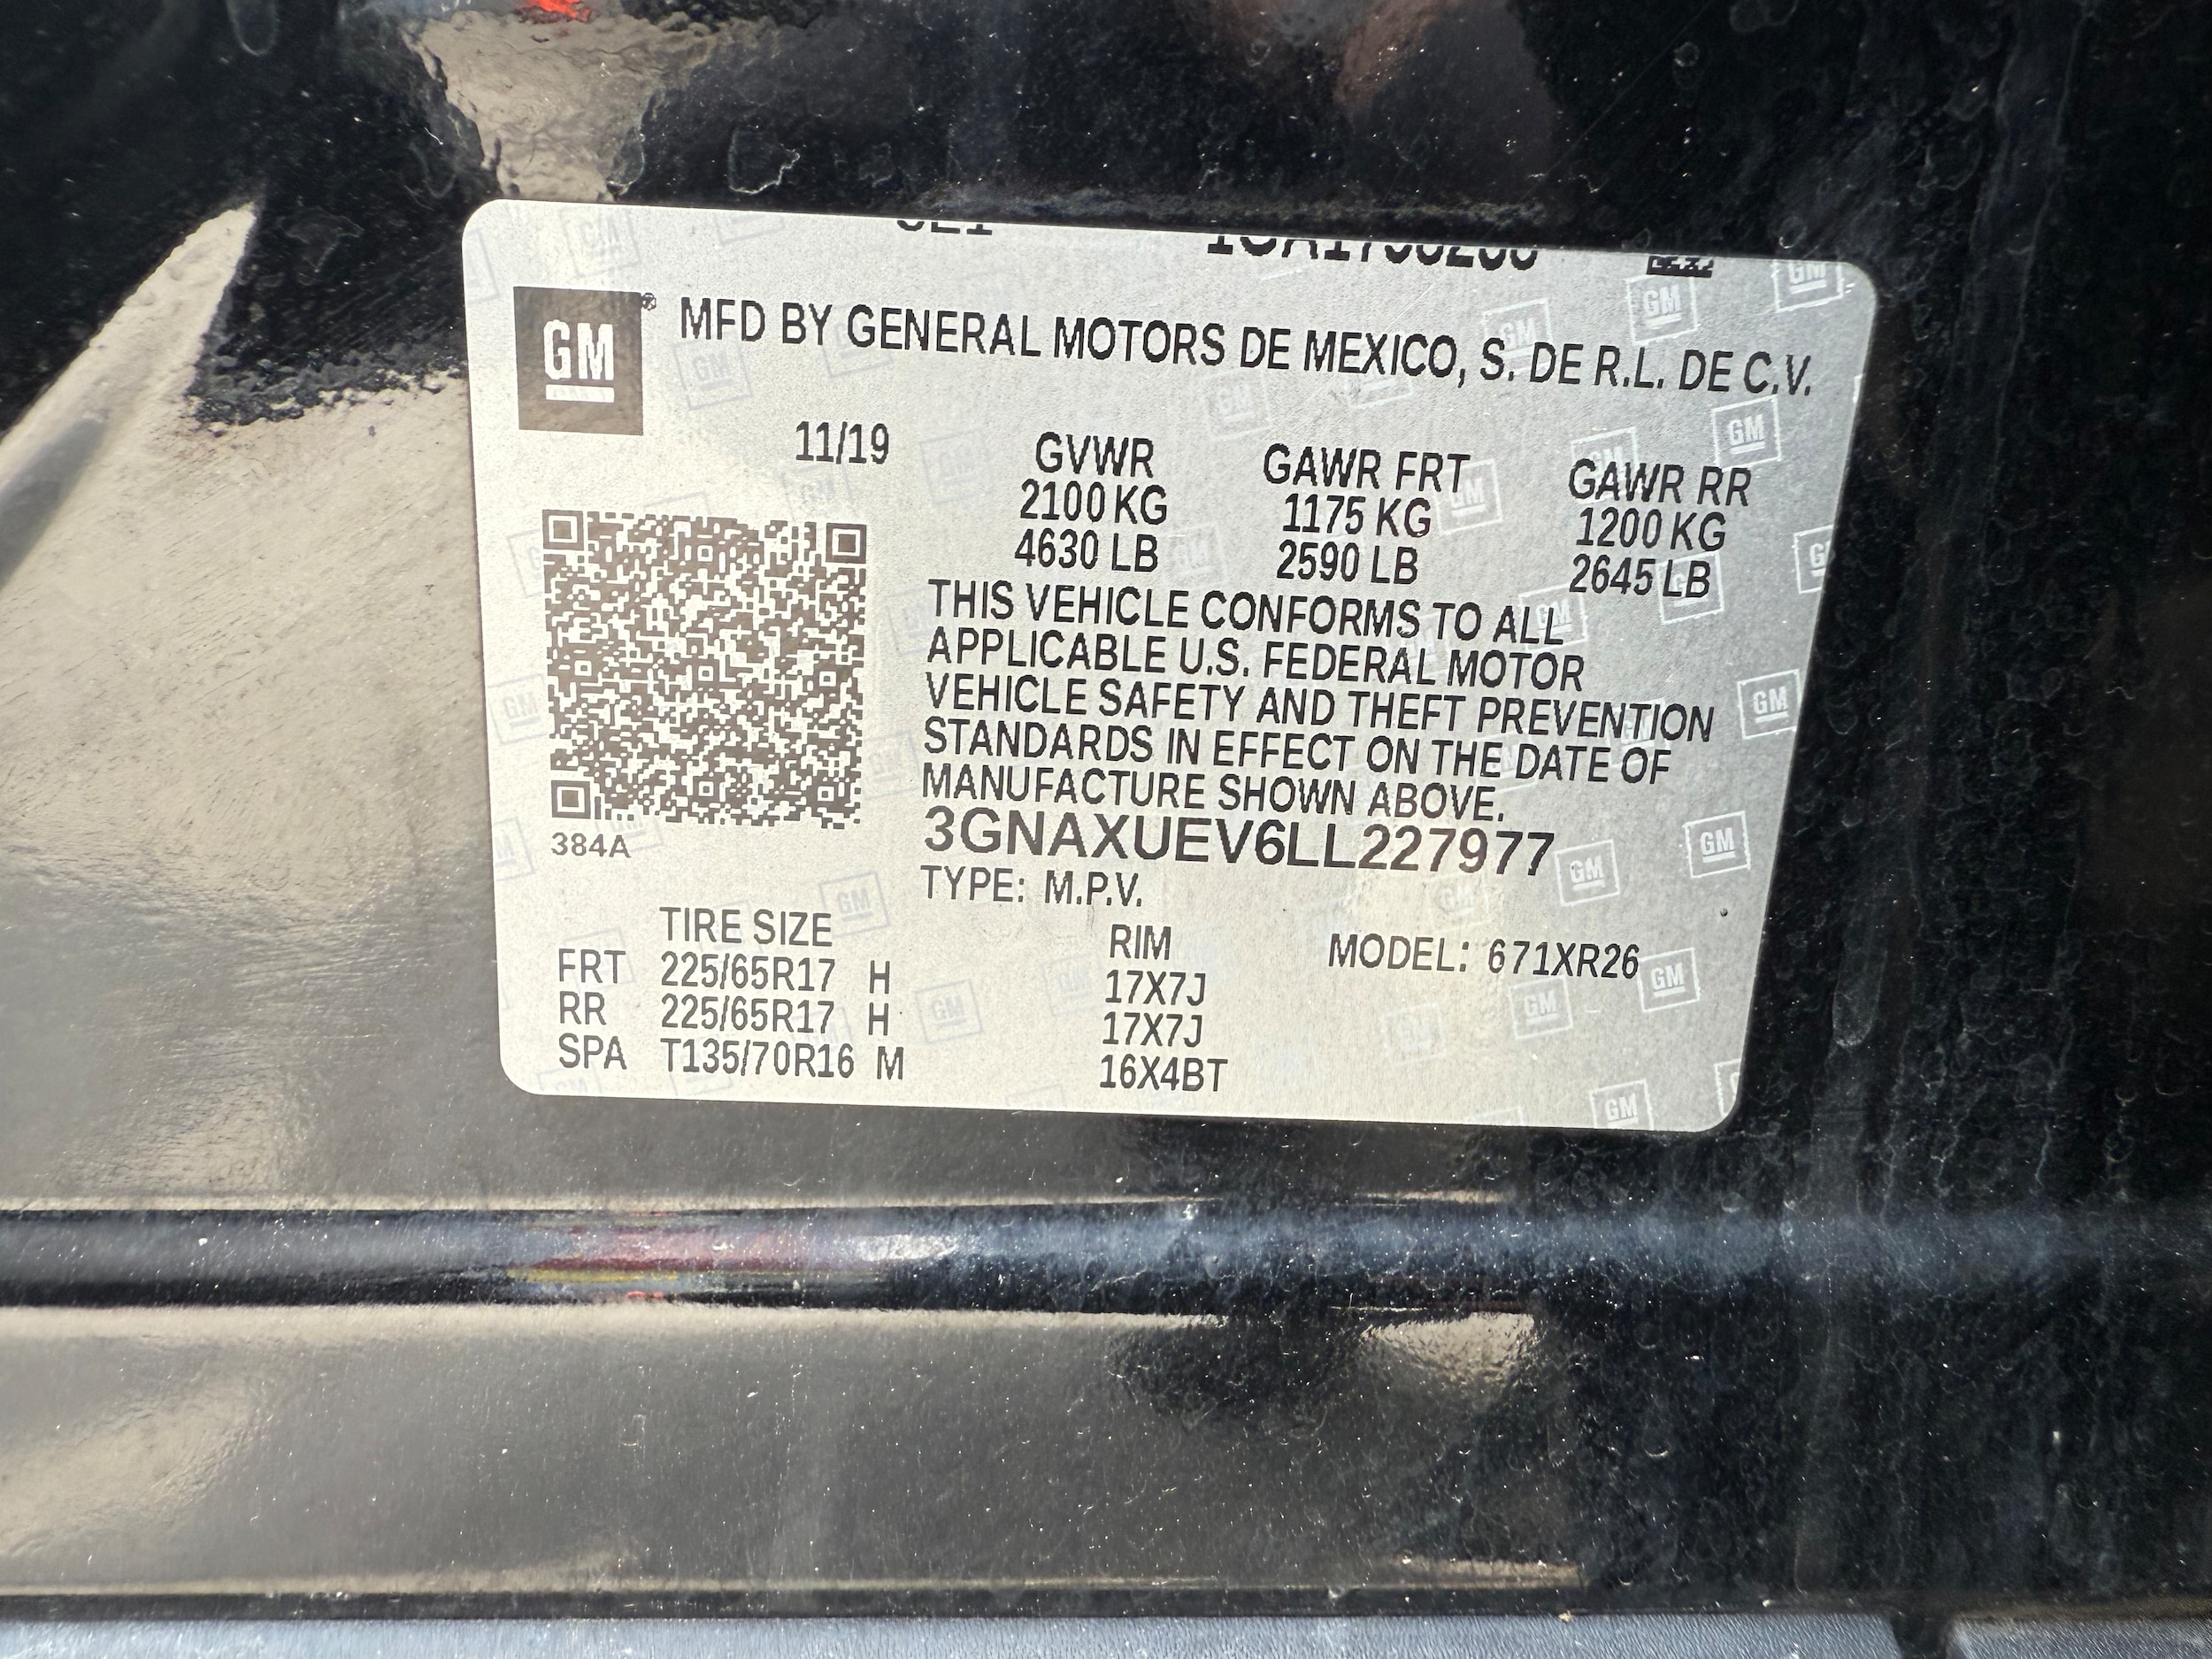 GM
MFD BY GENERAL MOTORS DE MEXICO, S. DE R.L. DE C.V.
11/19
GVWR GAWR FRT GAWR RR
2100 KG 1175 KG 1200 KG
4630 LB 2590 LB 2645 LB
THIS VEHICLE CONFORMS TO ALL
APPLICABLE U.S. FEDERAL MOTOR
VEHICLE SAFETY AND THEFT PREVENTION
STANDARDS IN EFFECT ON THE DATE OF
MANUFACTURE SHOWN ABOVE.
3GNAXUEV6LL227977
384A
TYPE: M.P.V.
TIRE SIZE RIM MODEL: 671XR26
FRT 225/65R17 H 17X7J
RR 225/65R17 H 17X7J
SPA T135/70R16 M 16X4BT